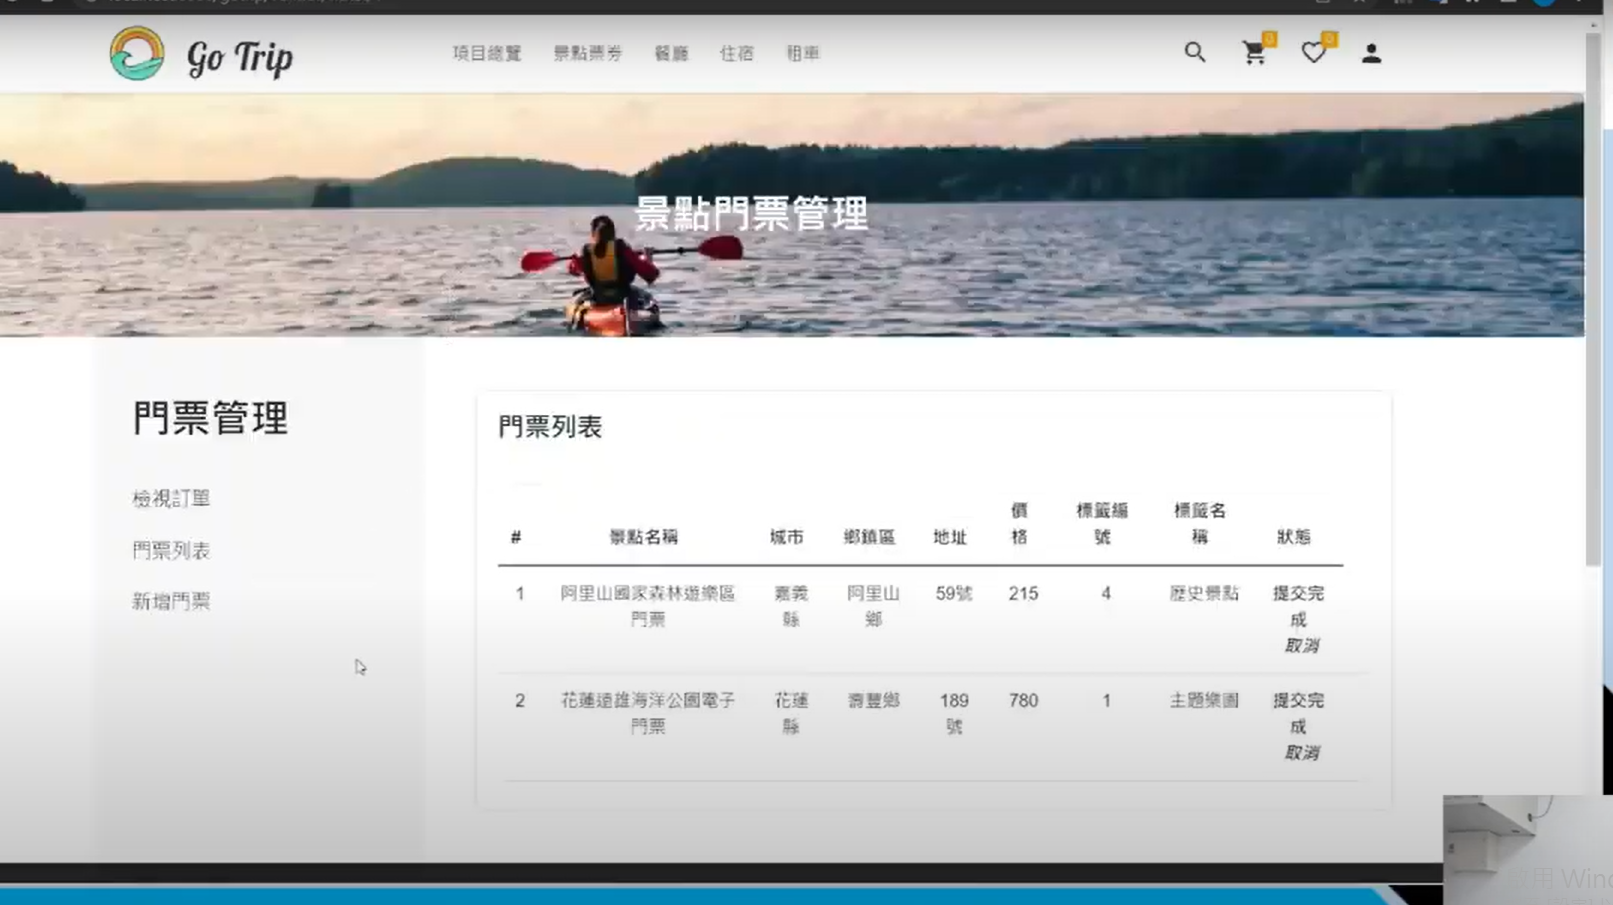 Go Trip
項目總覽 景點票券 餐廳 住宿 租車
0 0
景點門票管理
門票管理
檢視訂單
門票列表
新增門票
門票列表
# 景點名稱 城市 鄉鎮區 地址 價格 標籤編號 標籤名稱 狀態
1 阿里山國家森林遊樂區門票 嘉義縣 阿里山鄉 59號 215 4 歷史景點 提交完成 取消
2 花蓮遠雄海洋公園電子門票 花蓮縣 壽豐鄉 189號 780 1 主題樂園 提交完成 取消